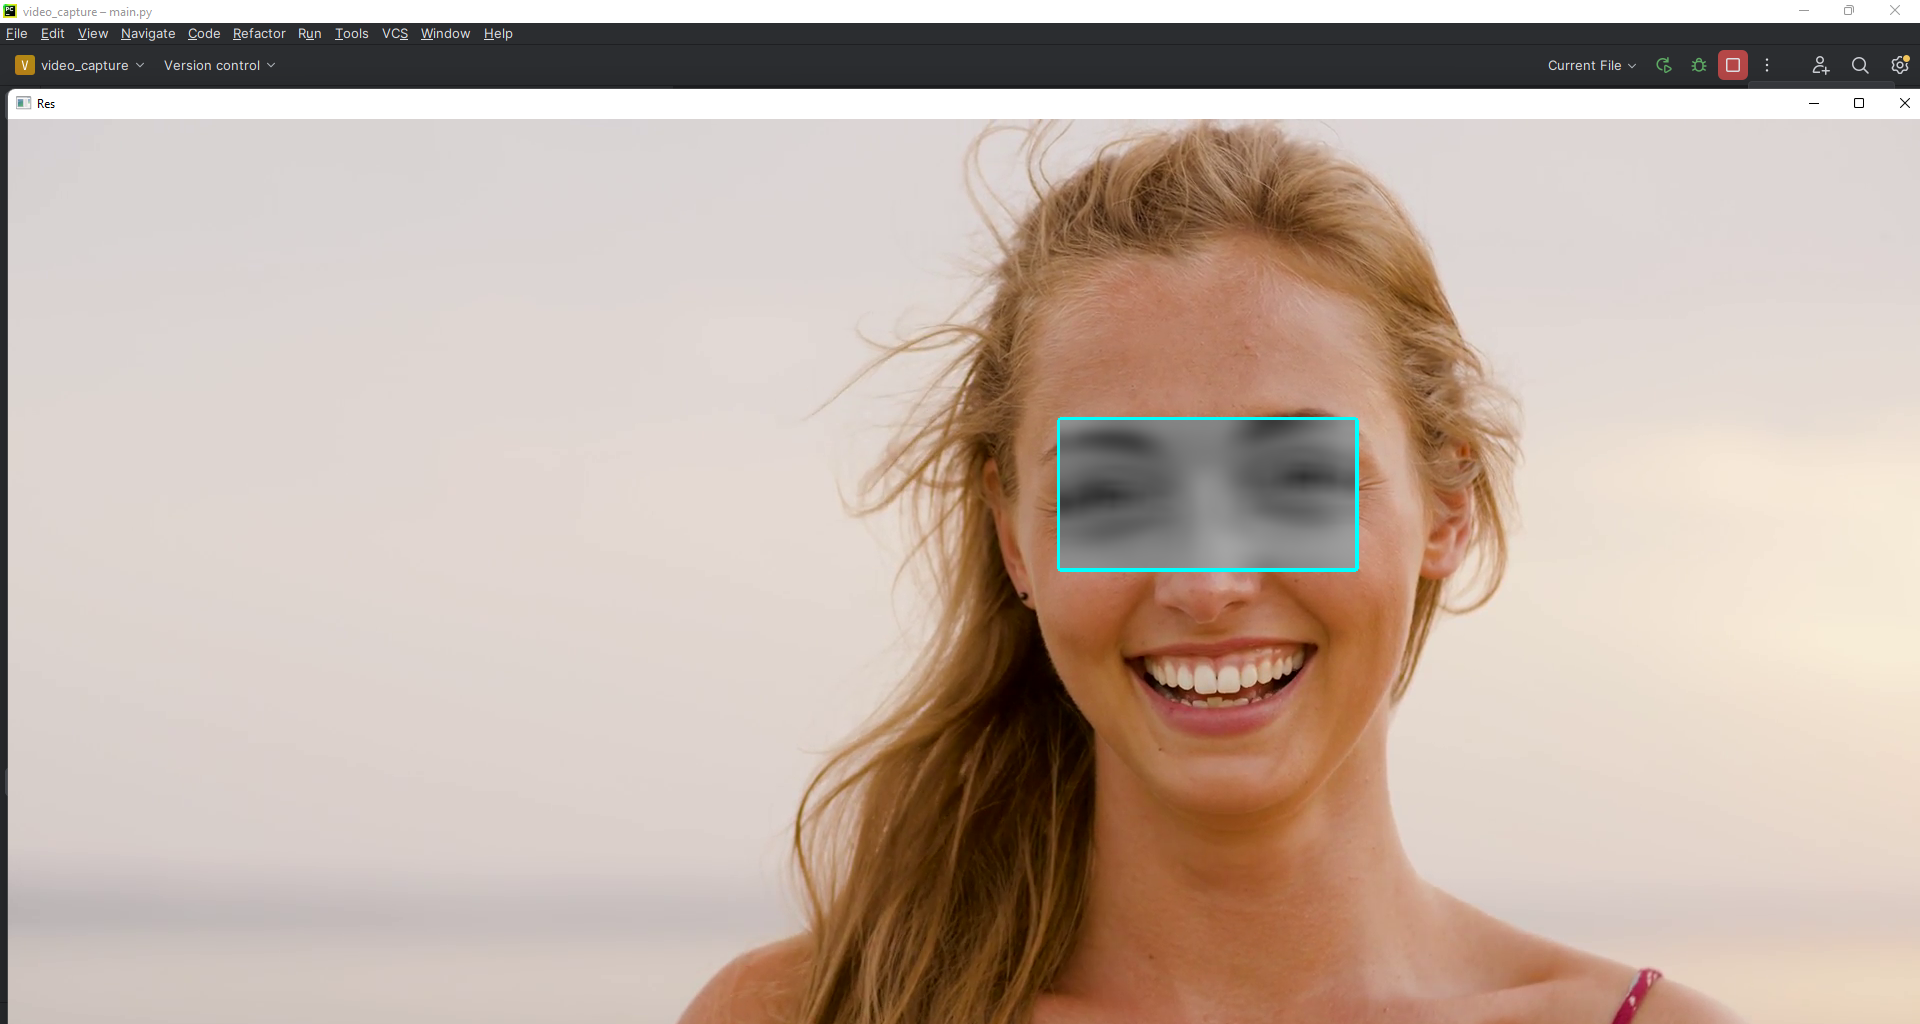 video_capture – main.py
File Edit View Navigate Code Refactor Run Tools VCS Window Help
V video_capture Version control Current File
Res